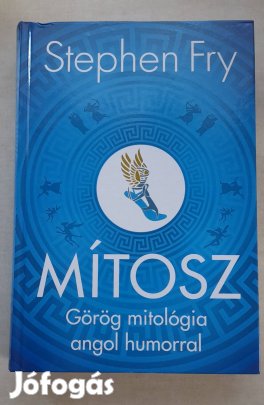 Stephen Fry
MÍTOSZ
Görög mitológia
angol humorral
Jófogás